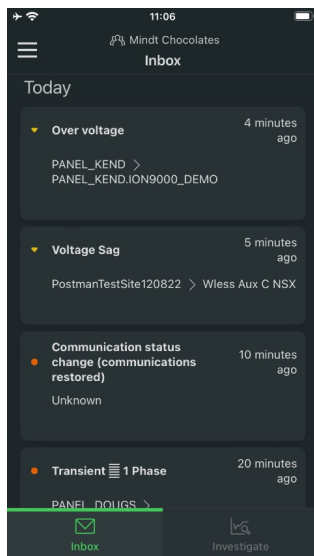 11:06
Mindt Chocolates
Inbox
Today
Over voltage
4 minutes
ago
PANEL_KEND >
PANEL_KEND.ION9000_DEMO
Voltage Sag
5 minutes
ago
PostmanTestSite120822 > Wless Aux C NSX
Communication status
change (communications
restored)
10 minutes
ago
Unknown
Transient 1 Phase
20 minutes
ago
PANEL_DOUGS >
Inbox
Investigate